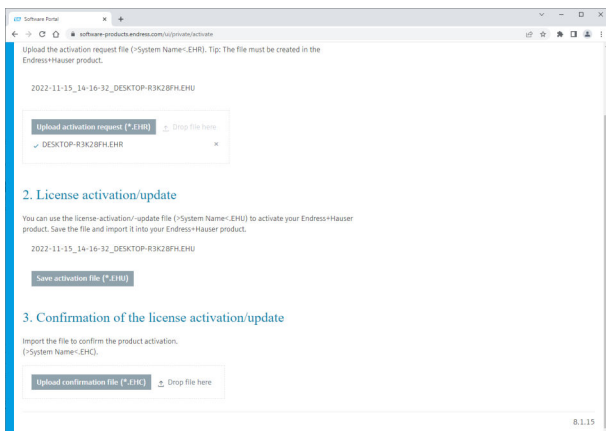 Software Portal
software-products.endress.com/ui/private/activate
Upload the activation request file (>System Name<.EHR). Tip: The file must be created in the
Endress+Hauser product.
2022-11-15_14-16-32_DESKTOP-R3K28FH.EHU
Upload activation request (*.EHR) Drop file here
DESKTOP-R3K28FH.EHR
2. License activation/update
You can use the license-activation/-update file (>System Name<.EHU) to activate your Endress+Hauser
product. Save the file and import it into your Endress+Hauser product.
2022-11-15_14-16-32_DESKTOP-R3K28FH.EHU
Save activation file (*.EHU)
3. Confirmation of the license activation/update
Import the file to confirm the product activation.
(>System Name<.EHC).
Upload confirmation file (*.EHC) Drop file here
8.1.15